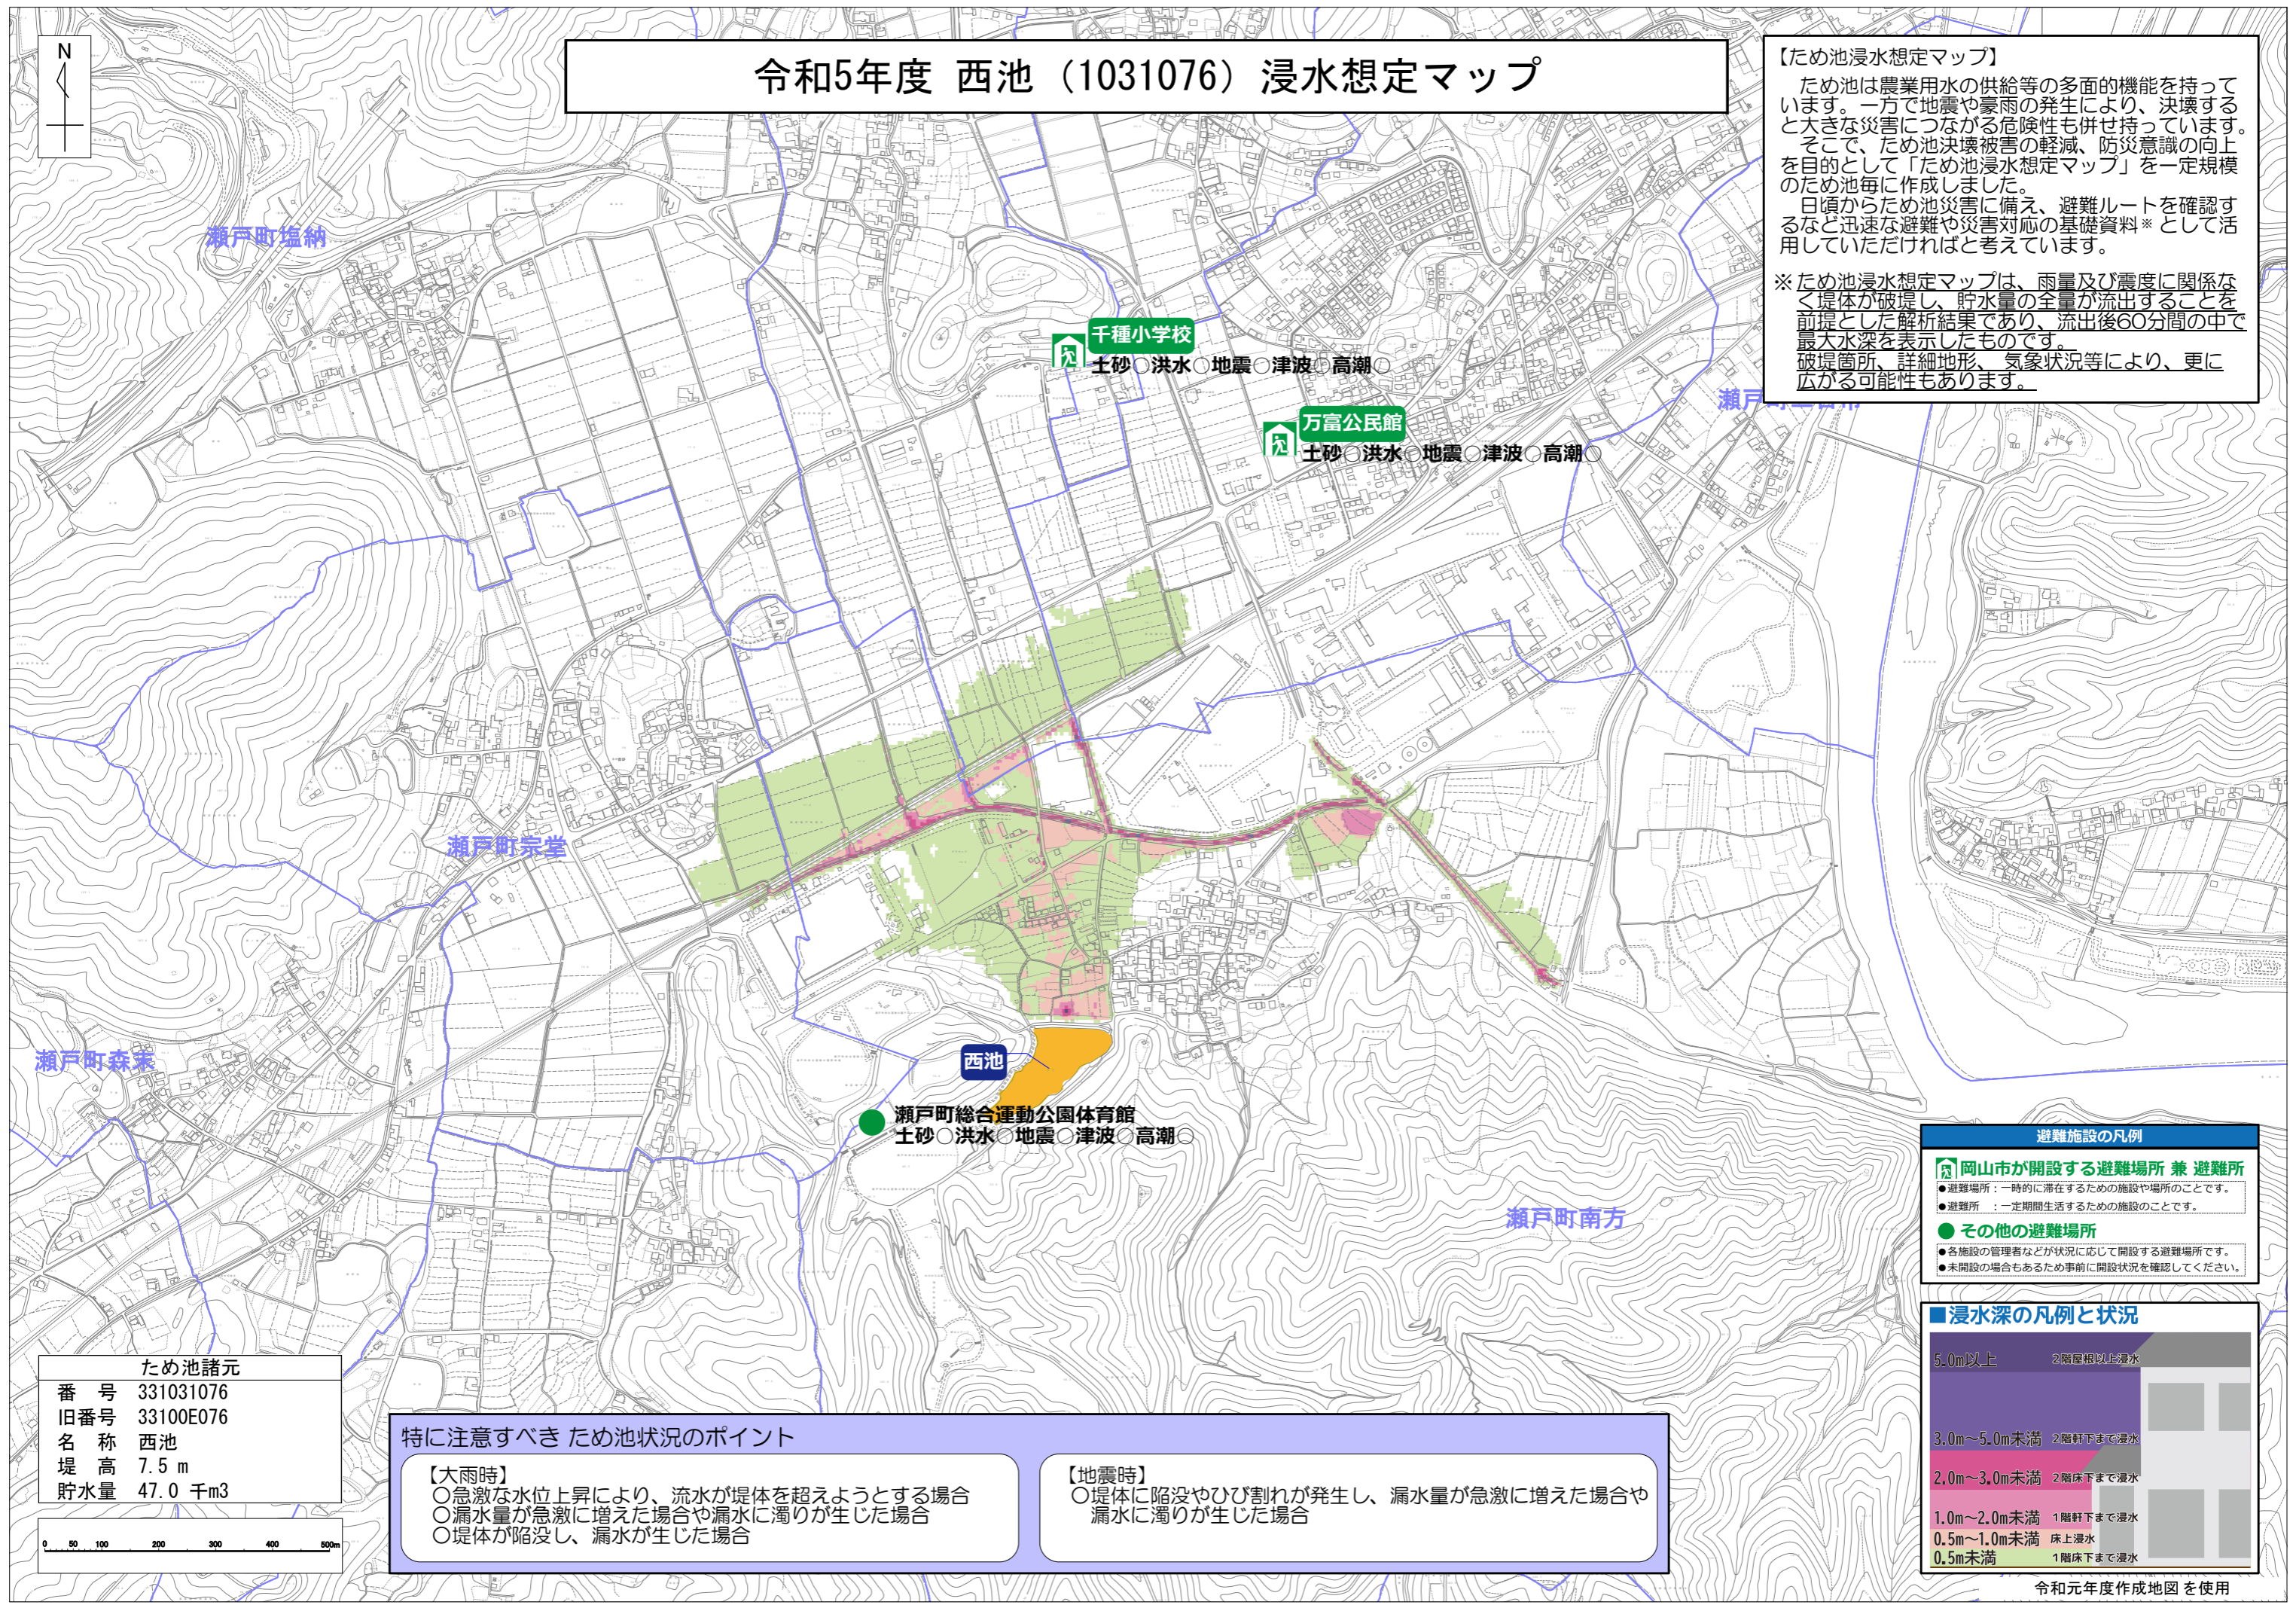 令和5年度 西池（1031076）浸水想定マップ
N
【ため池浸水想定マップ】
ため池は農業用水の供給等の多面的機能を持って
います。一方で地震や豪雨の発生により、決壊する
と大きな災害につながる危険性も併せ持っています。
そこで、ため池決壊被害の軽減、防災意識の向上
を目的として「ため池浸水想定マップ」を一定規模
のため池毎に作成しました。
日頃からため池災害に備え、避難ルートを確認す
るなど迅速な避難や災害対応の基礎資料※として活
用していただければと考えています。
※ため池浸水想定マップは、雨量及び震度に関係な
く堤体が破堤し、貯水量の全量が流出することを
前提とした解析結果であり、流出後60分間の中で
最大水深を表示したものです。
破堤箇所、詳細地形、気象状況等により、更に
広がる可能性もあります。
瀬戸町塩納
千種小学校
土砂○洪水○地震○津波○高潮○
瀬戸
万富公民館
土砂○洪水○地震○津波○高潮○
瀬戸町宗堂
瀬戸町森末
西池
瀬戸町総合運動公園体育館
土砂○洪水○地震○津波○高潮○
瀬戸町南方
避難施設の凡例
岡山市が開設する避難場所 兼 避難所
●避難場所：一時的に滞在するための施設や場所のことです。
●避難所　：一定期間生活するための施設のことです。
● その他の避難場所
●各施設の管理者などが状況に応じて開設する避難場所です。
●未開設の場合もあるため事前に開設状況を確認してください。
■浸水深の凡例と状況
5.0m以上 2階屋根以上浸水
3.0m～5.0m未満 2階軒下まで浸水
2.0m～3.0m未満 2階床下まで浸水
1.0m～2.0m未満 1階軒下まで浸水
0.5m～1.0m未満 床上浸水
0.5m未満 1階床下まで浸水
令和元年度作成地図を使用
ため池諸元
番　号 331031076
旧番号 33100E076
名　称 西池
堤　高 7.5 m
貯水量 47.0 千m3
0 50 100 200 300 400 500m
特に注意すべき ため池状況のポイント
【大雨時】
○急激な水位上昇により、流水が堤体を超えようとする場合
○漏水量が急激に増えた場合や漏水に濁りが生じた場合
○堤体が陥没し、漏水が生じた場合
【地震時】
○堤体に陥没やひび割れが発生し、漏水量が急激に増えた場合や
漏水に濁りが生じた場合